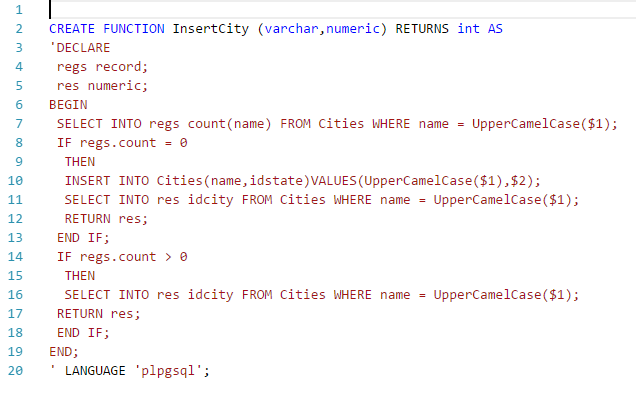 1
2 CREATE FUNCTION InsertCity (varchar,numeric) RETURNS int AS
3 'DECLARE
4 regs record;
5 res numeric;
6 BEGIN
7 SELECT INTO regs count(name) FROM Cities WHERE name = UpperCamelCase($1);
8 IF regs.count = 0
9 THEN
10 INSERT INTO Cities(name,idstate)VALUES(UpperCamelCase($1),$2);
11 SELECT INTO res idcity FROM Cities WHERE name = UpperCamelCase($1);
12 RETURN res;
13 END IF;
14 IF regs.count > 0
15 THEN
16 SELECT INTO res idcity FROM Cities WHERE name = UpperCamelCase($1);
17 RETURN res;
18 END IF;
19 END;
20 ' LANGUAGE 'plpgsql';